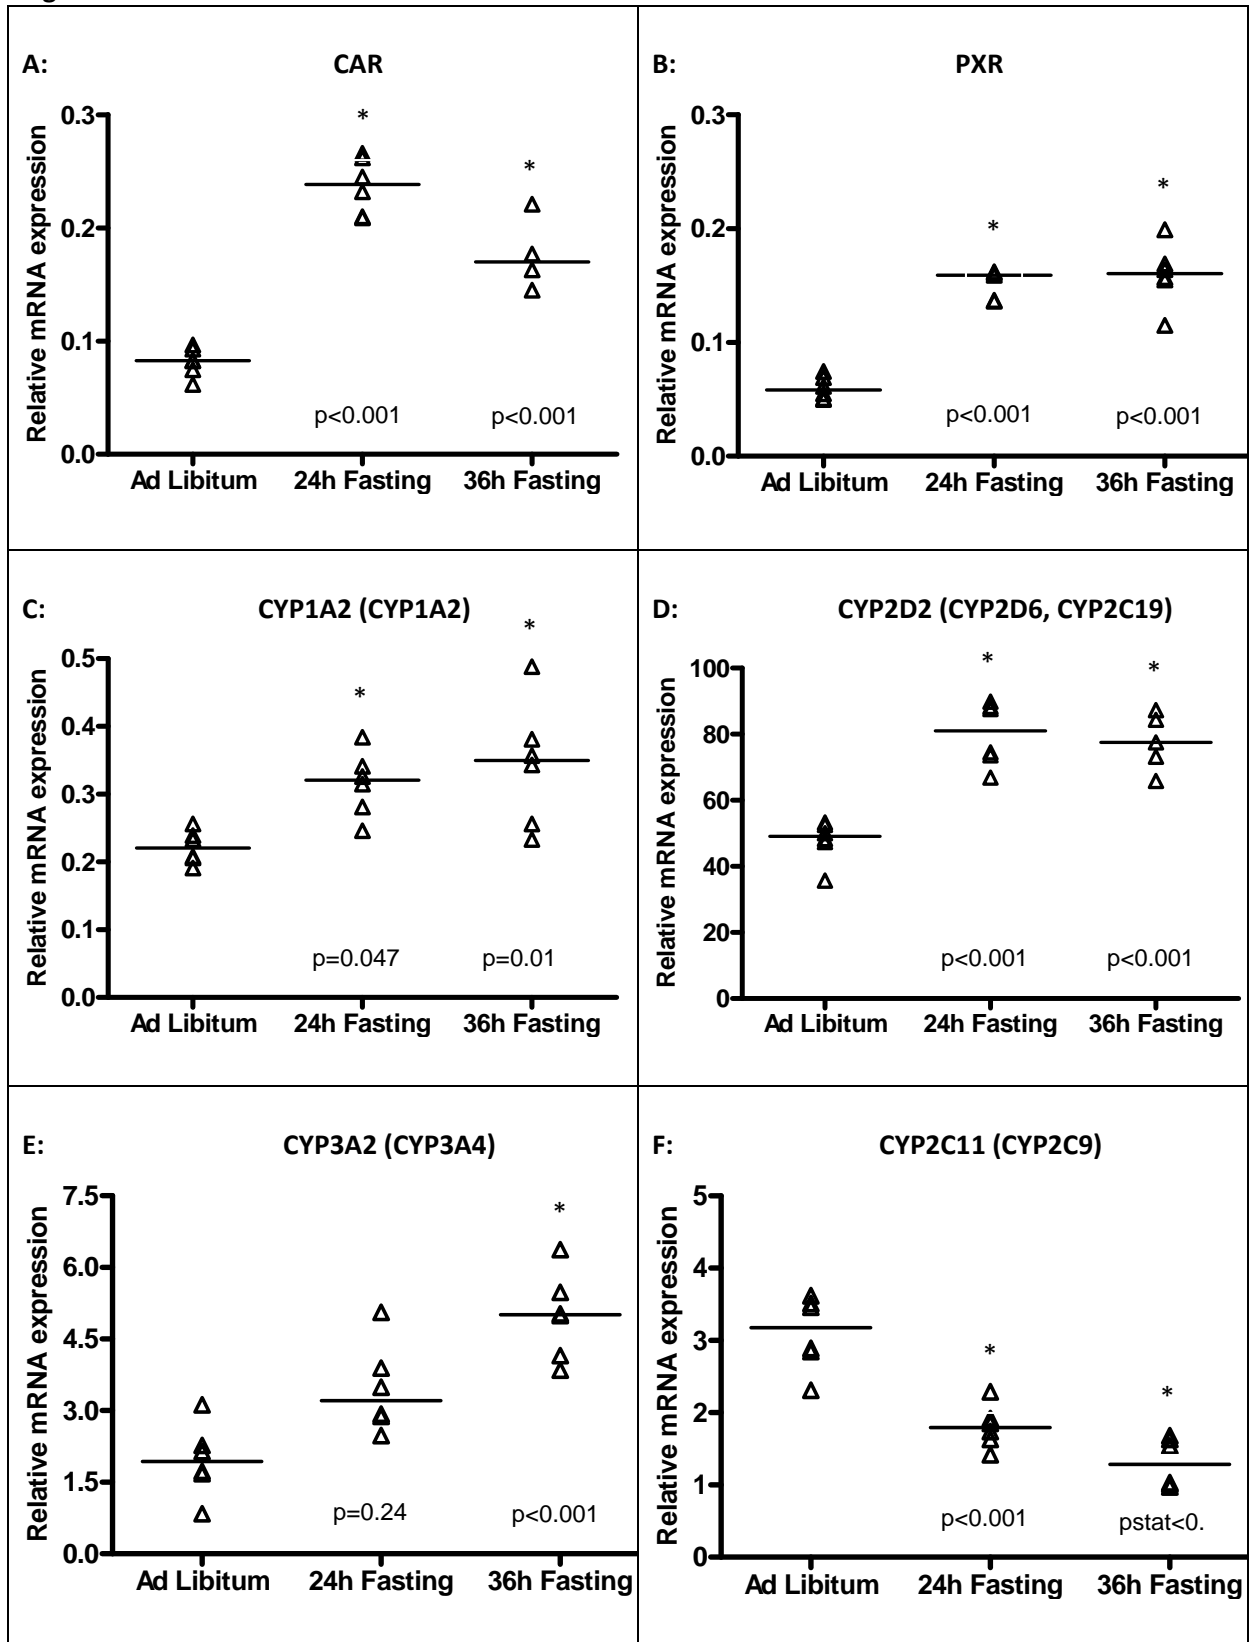 A: CAR
Relative mRNA expression
0.3
0.2
0.1
0.0
*
*
p<0.001 p<0.001
Ad Libitum 24h Fasting 36h Fasting
B: PXR
Relative mRNA expression
0.3
0.2
0.1
0.0
*
*
p<0.001 p<0.001
Ad Libitum 24h Fasting 36h Fasting
C: CYP1A2 (CYP1A2)
Relative mRNA expression
0.5
0.4
0.3
0.2
0.1
0.0
*
*
p=0.047 p=0.01
Ad Libitum 24h Fasting 36h Fasting
D: CYP2D2 (CYP2D6, CYP2C19)
Relative mRNA expression
100
80
60
40
20
0
*
*
p<0.001 p<0.001
Ad Libitum 24h Fasting 36h Fasting
E: CYP3A2 (CYP3A4)
Relative mRNA expression
7.5
6.0
4.5
3.0
1.5
0.0
*
p=0.24 p<0.001
Ad Libitum 24h Fasting 36h Fasting
F: CYP2C11 (CYP2C9)
Relative mRNA expression
5
4
3
2
1
0
*
*
p<0.001 pstat<0.
Ad Libitum 24h Fasting 36h Fasting